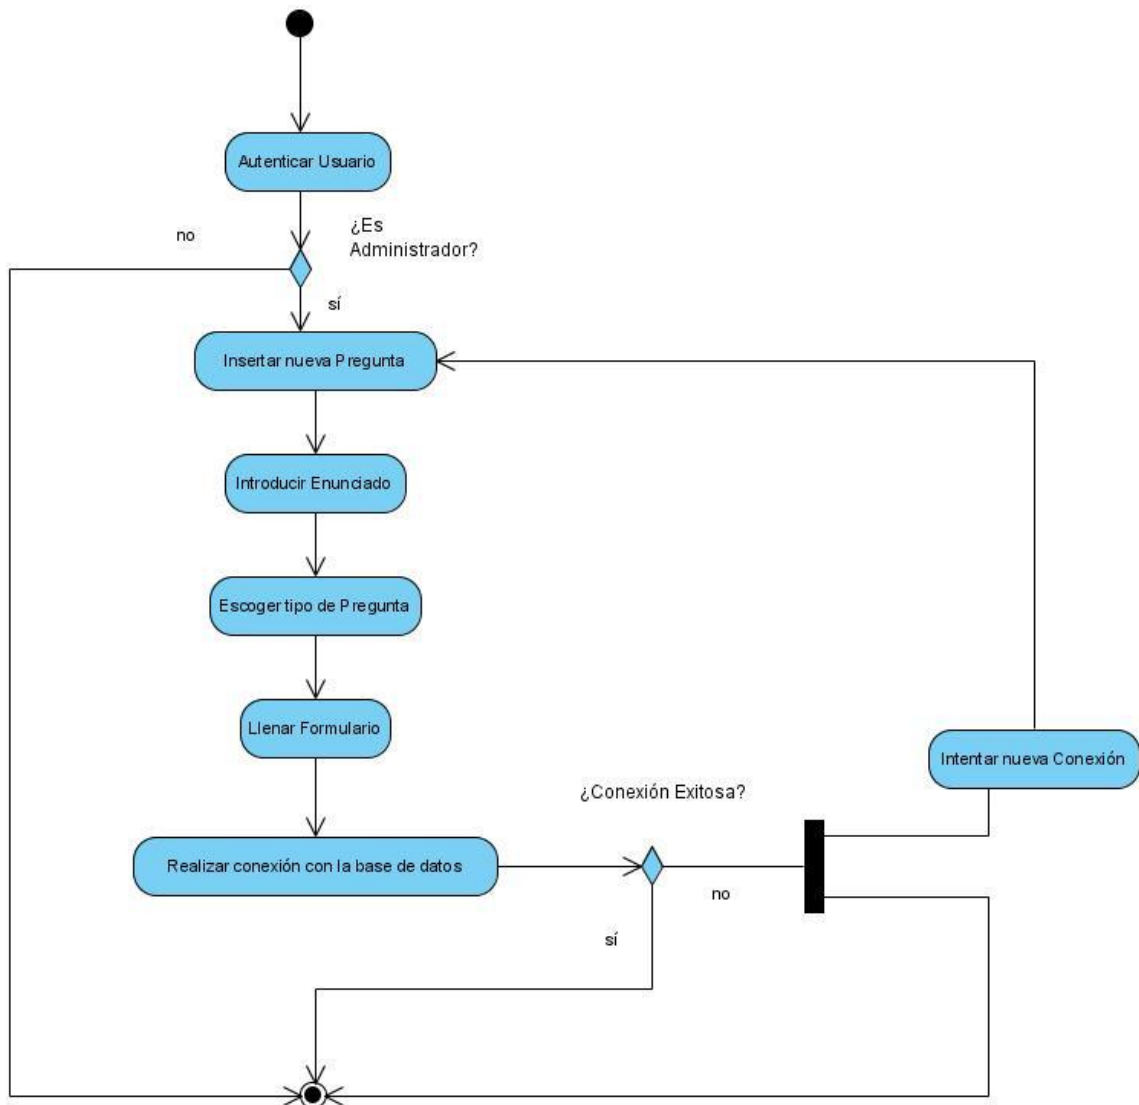 Autenticar Usuario
¿Es
Administrador?
no
sí
Insertar nueva Pregunta
Introducir Enunciado
Escoger tipo de Pregunta
Llenar Formulario
Intentar nueva Conexión
¿Conexión Exitosa?
Realizar conexión con la base de datos
no
sí